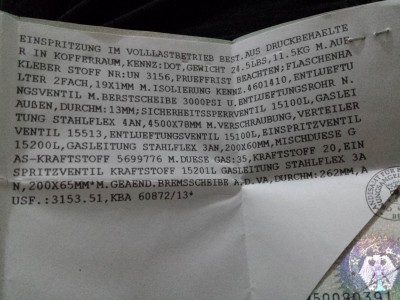 EINSPRITZUNG IM VOLLLASTBETRIEB BEST.AUS DRUCKBEHAELTE
R IN KOFFERRAUM, KENNZ:DOT,GEWICHT 24.5LBS,11.5KG M.AUF
KLEBER STOFF NR:UN 3156,PRUEFFRIST BEACHTEN;FLASCHENHA
LTER 2FACH,19X1MM M.ISOLIERUNG KENNZ.4601410,ENTLUEFTU
NGSVENTIL M.BERSTSCHEIBE 3000PSI U.ENTLUEFUNGSROHR N.
AUßEN,DURCHM:13MM;SICHERHEITSSPERRVENTIL 15100L,GASLEI
TUNG STAHLFLEX 4AN,4500X78MM M.VERSCHRAUBUNG,VERTEILER
VENTIL 15513,ENTLUEFTUNGSVENTIL 15100L,EINSPRITZVENTIL
15200L,GASLEITUNG STAHLFLEX 3AN,200X60MM,MISCHDUESE G
AS-KRAFTSTOFF 5699776 M.DUESE GAS:35,KRAFTSTOFF 20,EIN
SPRITZVENTIL KRAFTSTOFF 15201L GASLEITUNG STAHLFLEX 3A
N,200X65MM*M.GEAEND.BREMSSCHEIBE A.D.VA,DURCHM:262MM,A
USF.:3153.51,KBA 60872/13*
50090391